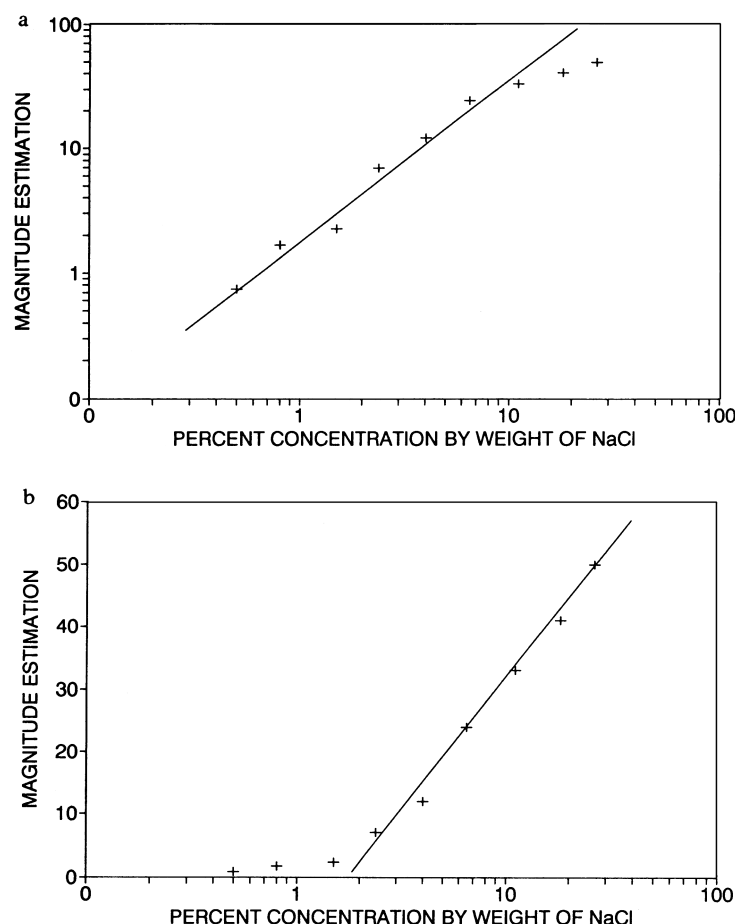 a
100
10
1
0
MAGNITUDE ESTIMATION
0 1 10 100
PERCENT CONCENTRATION BY WEIGHT OF NaCl
b
60
50
40
30
20
10
0
MAGNITUDE ESTIMATION
0 1 10 100
PERCENT CONCENTRATION BY WEIGHT OF NaCl